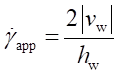 γ̇_app = 2|v_w| / h_w